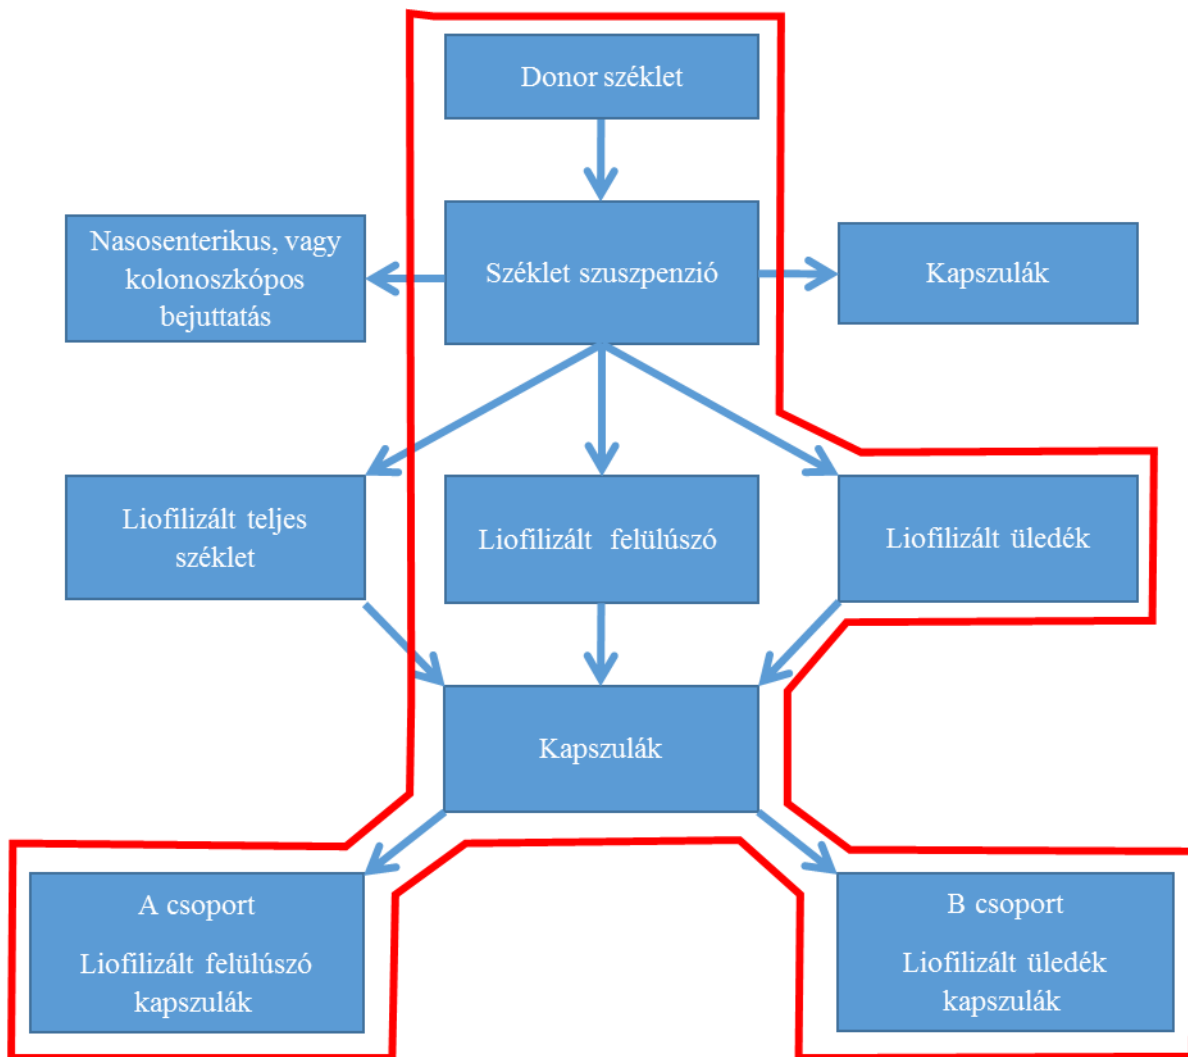 Donor széklet
Nasosenterikus, vagy
kolonoszkópos
bejuttatás
Széklet szuszpenzió
Kapszulák
Liofilizált teljes
széklet
Liofilizált felülúszó
Liofilizált üledék
Kapszulák
A csoport
Liofilizált felülúszó
kapszulák
B csoport
Liofilizált üledék
kapszulák